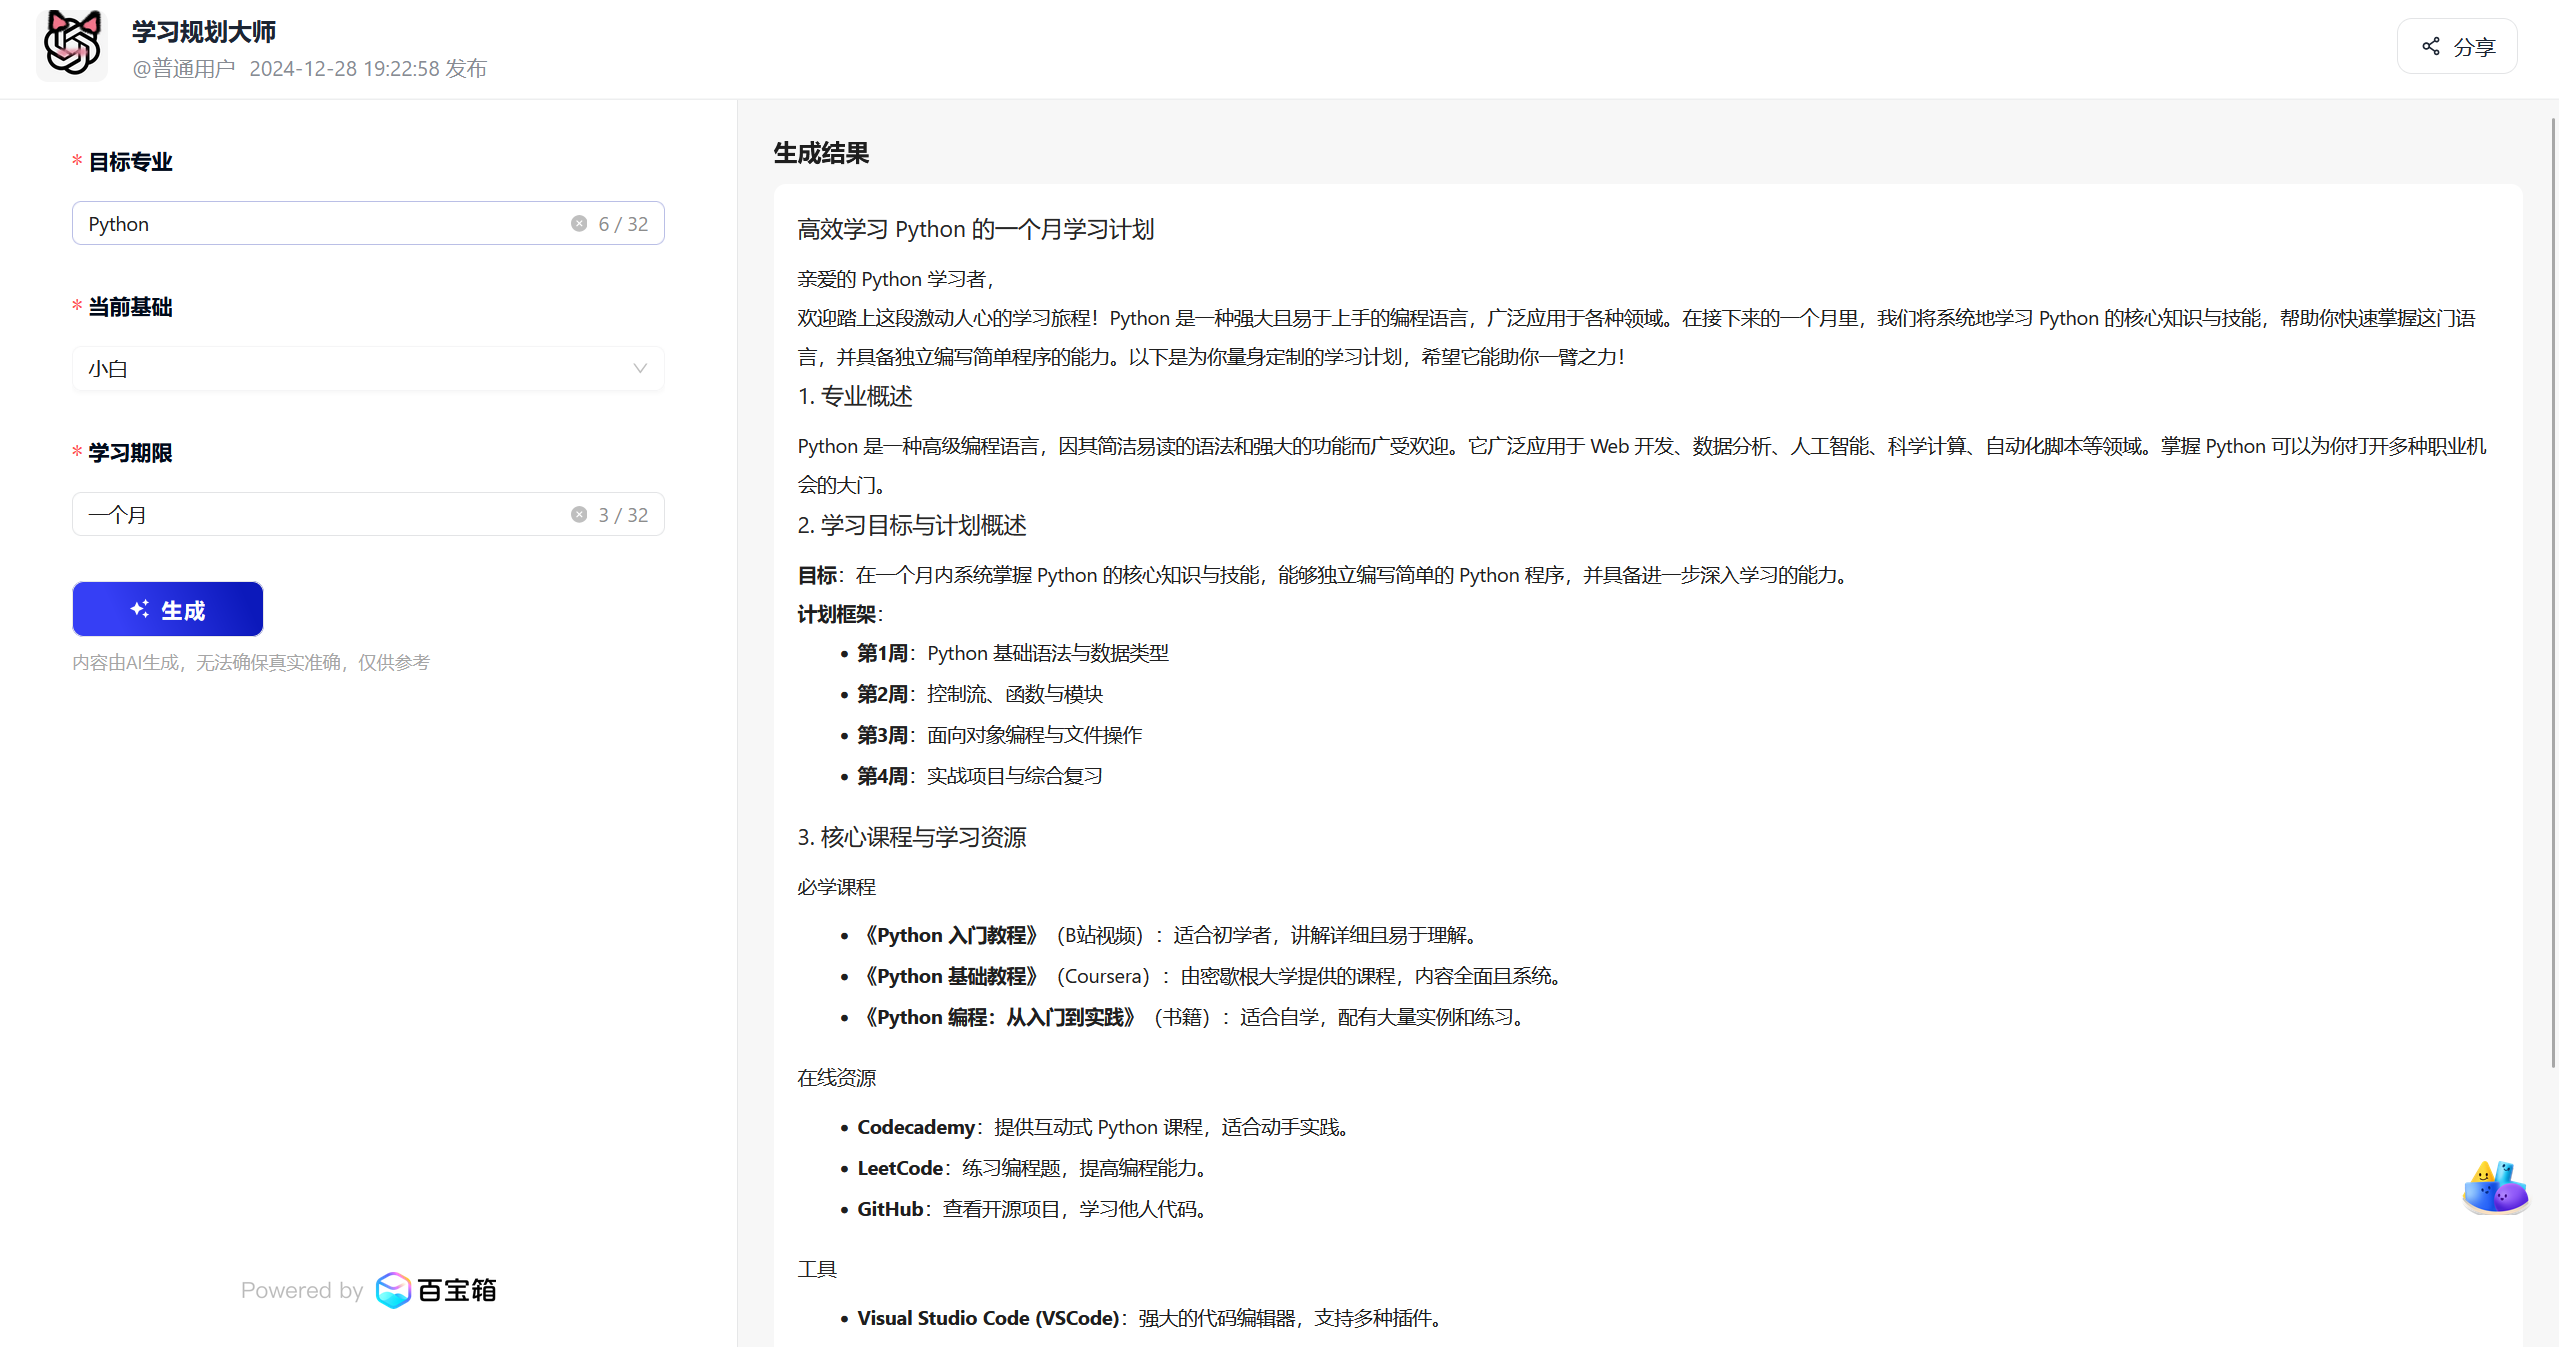 学习规划大师
@普通用户 2024-12-28 19:22:58 发布
分享
* 目标专业
Python 6 / 32
* 当前基础
小白
* 学习期限
一个月 3 / 32
生成
内容由AI生成，无法确保真实准确，仅供参考
Powered by 百宝箱
生成结果
高效学习 Python 的一个月学习计划
亲爱的 Python 学习者，
欢迎踏上这段激动人心的学习旅程！Python 是一种强大且易于上手的编程语言，广泛应用于各种领域。在接下来的一个月里，我们将系统地学习 Python 的核心知识与技能，帮助你快速掌握这门语
言，并具备独立编写简单程序的能力。以下是为你量身定制的学习计划，希望它能助你一臂之力！
1. 专业概述
Python 是一种高级编程语言，因其简洁易读的语法和强大的功能而广受欢迎。它广泛应用于 Web 开发、数据分析、人工智能、科学计算、自动化脚本等领域。掌握 Python 可以为你打开多种职业机
会的大门。
2. 学习目标与计划概述
目标：在一个月内系统掌握 Python 的核心知识与技能，能够独立编写简单的 Python 程序，并具备进一步深入学习的能力。
计划框架：
• 第1周：Python 基础语法与数据类型
• 第2周：控制流、函数与模块
• 第3周：面向对象编程与文件操作
• 第4周：实战项目与综合复习
3. 核心课程与学习资源
必学课程
• 《Python 入门教程》（B站视频）：适合初学者，讲解详细且易于理解。
• 《Python 基础教程》（Coursera）：由密歇根大学提供的课程，内容全面且系统。
• 《Python 编程：从入门到实践》（书籍）：适合自学，配有大量实例和练习。
在线资源
• Codecademy：提供互动式 Python 课程，适合动手实践。
• LeetCode：练习编程题，提高编程能力。
• GitHub：查看开源项目，学习他人代码。
工具
• Visual Studio Code (VSCode)：强大的代码编辑器，支持多种插件。